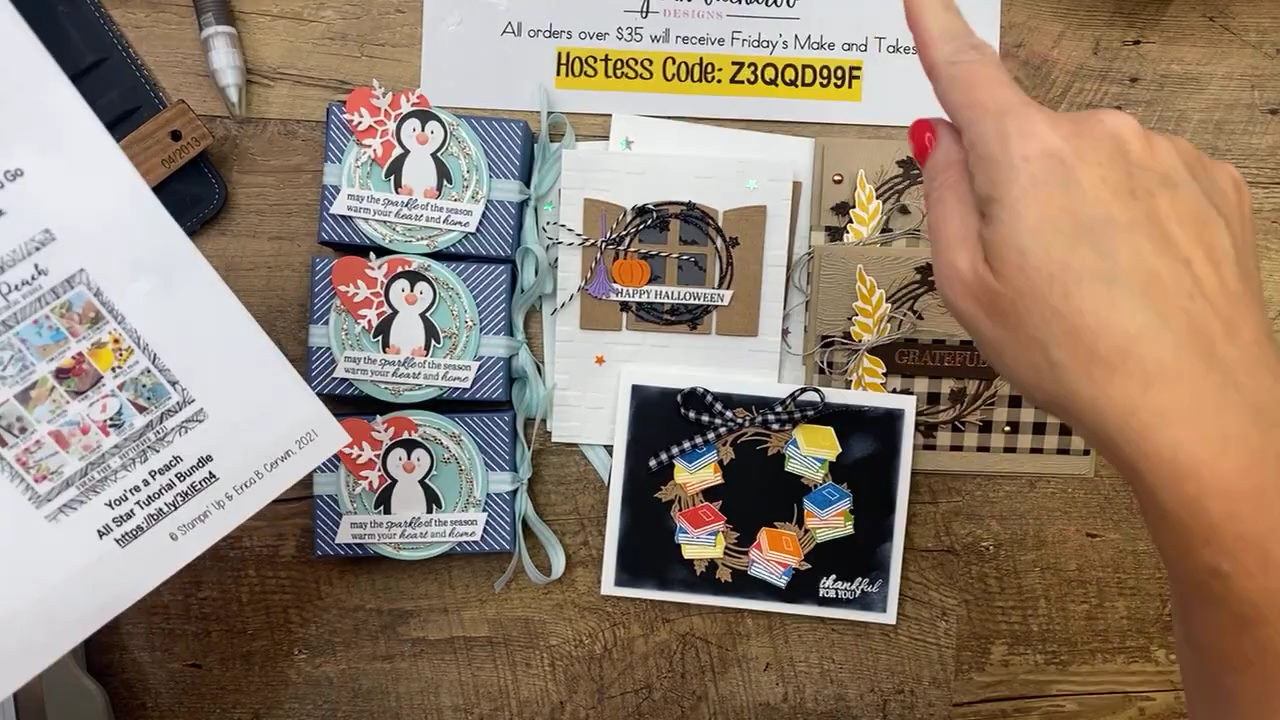 DESIGNS
All orders over $35 will receive Friday's Make and Takes
Hostess Code: Z3QQD99F
04/2013
Go
Peach
You're a Peach
All Star Tutorial Bundle
https://bit.ly/3kIErn4
© Stampin' Up & Erica B Cerwin, 2021
may the sparkle of the season
warm your heart and home
may the sparkle of the season
warm your heart and home
may the sparkle of the season
warm your heart and home
HAPPY HALLOWEEN
GRATEFUL
thankful
FOR YOU